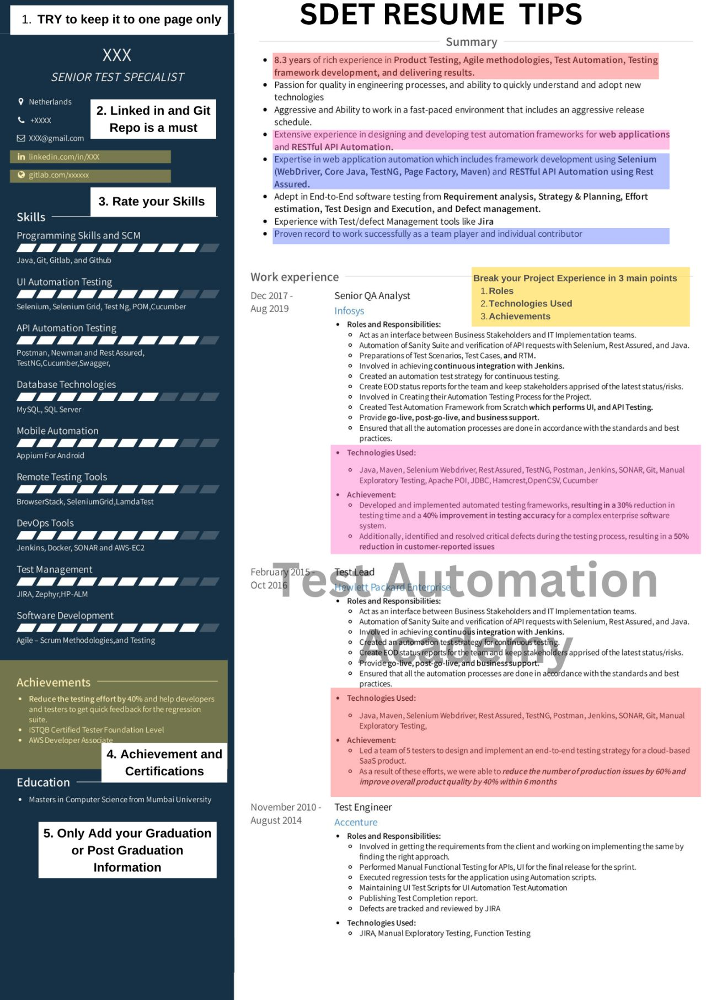 1. TRY to keep it to one page only
XXX
SENIOR TEST SPECIALIST
Netherlands
+XXXX
XXX@gmail.com
linkedin.com/in/XXX
gitlab.com/xxxxxx
2. Linked in and Git
Repo is a must
3. Rate your Skills
Skills
Programming Skills and SCM
Java, Git, Gitlab, and Github
UI Automation Testing
Selenium, Selenium Grid, Test Ng, POM,Cucumber
API Automation Testing
Postman, Newman and Rest Assured,
TestNG,Cucumber,Swagger,
Database Technologies
MySQL, SQL Server
Mobile Automation
Appium For Android
Remote Testing Tools
BrowserStack, SeleniumGrid,LamdaTest
DevOps Tools
Jenkins, Docker, SONAR and AWS-EC2
Test Management
JIRA, Zephyr,HP-ALM
Software Development
Agile – Scrum Methodologies,and Testing
Achievements
• Reduce the testing effort by 40% and help developers
and testers to get quick feedback for the regression
suite.
• ISTQB Certified Tester Foundation Level
• AWS Developer Associate
4. Achievement and
Certifications
Education
• Masters in Computer Science from Mumbai University
5. Only Add your Graduation
or Post Graduation
Information
SDET RESUME TIPS
Summary
• 8.3 years of rich experience in Product Testing, Agile methodologies, Test Automation, Testing
framework development, and delivering results.
• Passion for quality in engineering processes, and ability to quickly understand and adopt new
technologies
• Aggressive and Ability to work in a fast-paced environment that includes an aggressive release
schedule.
• Extensive experience in designing and developing test automation frameworks for web applications
and RESTful API Automation.
• Expertise in web application automation which includes framework development using Selenium
(WebDriver, Core Java, TestNG, Page Factory, Maven) and RESTful API Automation using Rest
Assured.
• Adept in End-to-End software testing from Requirement analysis, Strategy & Planning, Effort
estimation, Test Design and Execution, and Defect management.
• Experience with Test/defect Management tools like Jira
• Proven record to work successfully as a team player and individual contributor
Work experience
Break your Project Experience in 3 main points
1. Roles
2. Technologies Used
3. Achievements
Dec 2017 -
Aug 2019
Senior QA Analyst
Infosys
• Roles and Responsibilities:
Act as an interface between Business Stakeholders and IT Implementation teams.
Automation of Sanity Suite and verification of API requests with Selenium, Rest Assured, and Java.
Preparations of Test Scenarios, Test Cases, and RTM.
Involved in achieving continuous integration with Jenkins.
Created an automation test strategy for continuous testing.
Create EOD status reports for the team and keep stakeholders apprised of the latest status/risks.
Involved in Creating their Automation Testing Process for the Project.
Created Test Automation Framework from Scratch which performs UI, and API Testing.
Provide go-live, post-go-live, and business support.
Ensured that all the automation processes are done in accordance with the standards and best
practices.
• Technologies Used:
Java, Maven, Selenium Webdriver, Rest Assured, TestNG, Postman, Jenkins, SONAR, Git, Manual
Exploratory Testing, Apache POI, JDBC, Hamcrest,OpenCSV, Cucumber
• Achievement:
Developed and implemented automated testing frameworks, resulting in a 30% reduction in
testing time and a 40% improvement in testing accuracy for a complex enterprise software
system.
Additionally, identified and resolved critical defects during the testing process, resulting in a 50%
reduction in customer-reported issues
February 2015 -
Oct 2016
Test Lead
Hewlett Packard Enterprise
Test Automation
Academy
• Roles and Responsibilities:
Act as an interface between Business Stakeholders and IT Implementation teams.
Automation of Sanity Suite and verification of API requests with Selenium, Rest Assured, and Java.
Involved in achieving continuous integration with Jenkins.
Created an automation test strategy for continuous testing.
Create EOD status reports for the team and keep stakeholders apprised of the latest status/risks.
Provide go-live, post-go-live, and business support.
Ensured that all the automation processes are done in accordance with the standards and best
practices.
• Technologies Used:
Java, Maven, Selenium Webdriver, Rest Assured, TestNG, Postman, Jenkins, SONAR, Git, Manual
Exploratory Testing,
• Achievement:
Led a team of 5 testers to design and implement an end-to-end testing strategy for a cloud-based
SaaS product.
As a result of these efforts, we were able to reduce the number of production issues by 60% and
improve overall product quality by 40% within 6 months
November 2010 -
August 2014
Test Engineer
Accenture
• Roles and Responsibilities:
Involved in getting the requirements from the client and working on implementing the same by
finding the right approach.
Performed Manual Functional Testing for APIs, UI for the final release for the sprint.
Executed regression tests for the application using Automation scripts.
Maintaining UI Test Scripts for UI Automation Test Automation
Publishing Test Completion report.
Defects are tracked and reviewed by JIRA
• Technologies Used:
JIRA, Manual Exploratory Testing, Function Testing